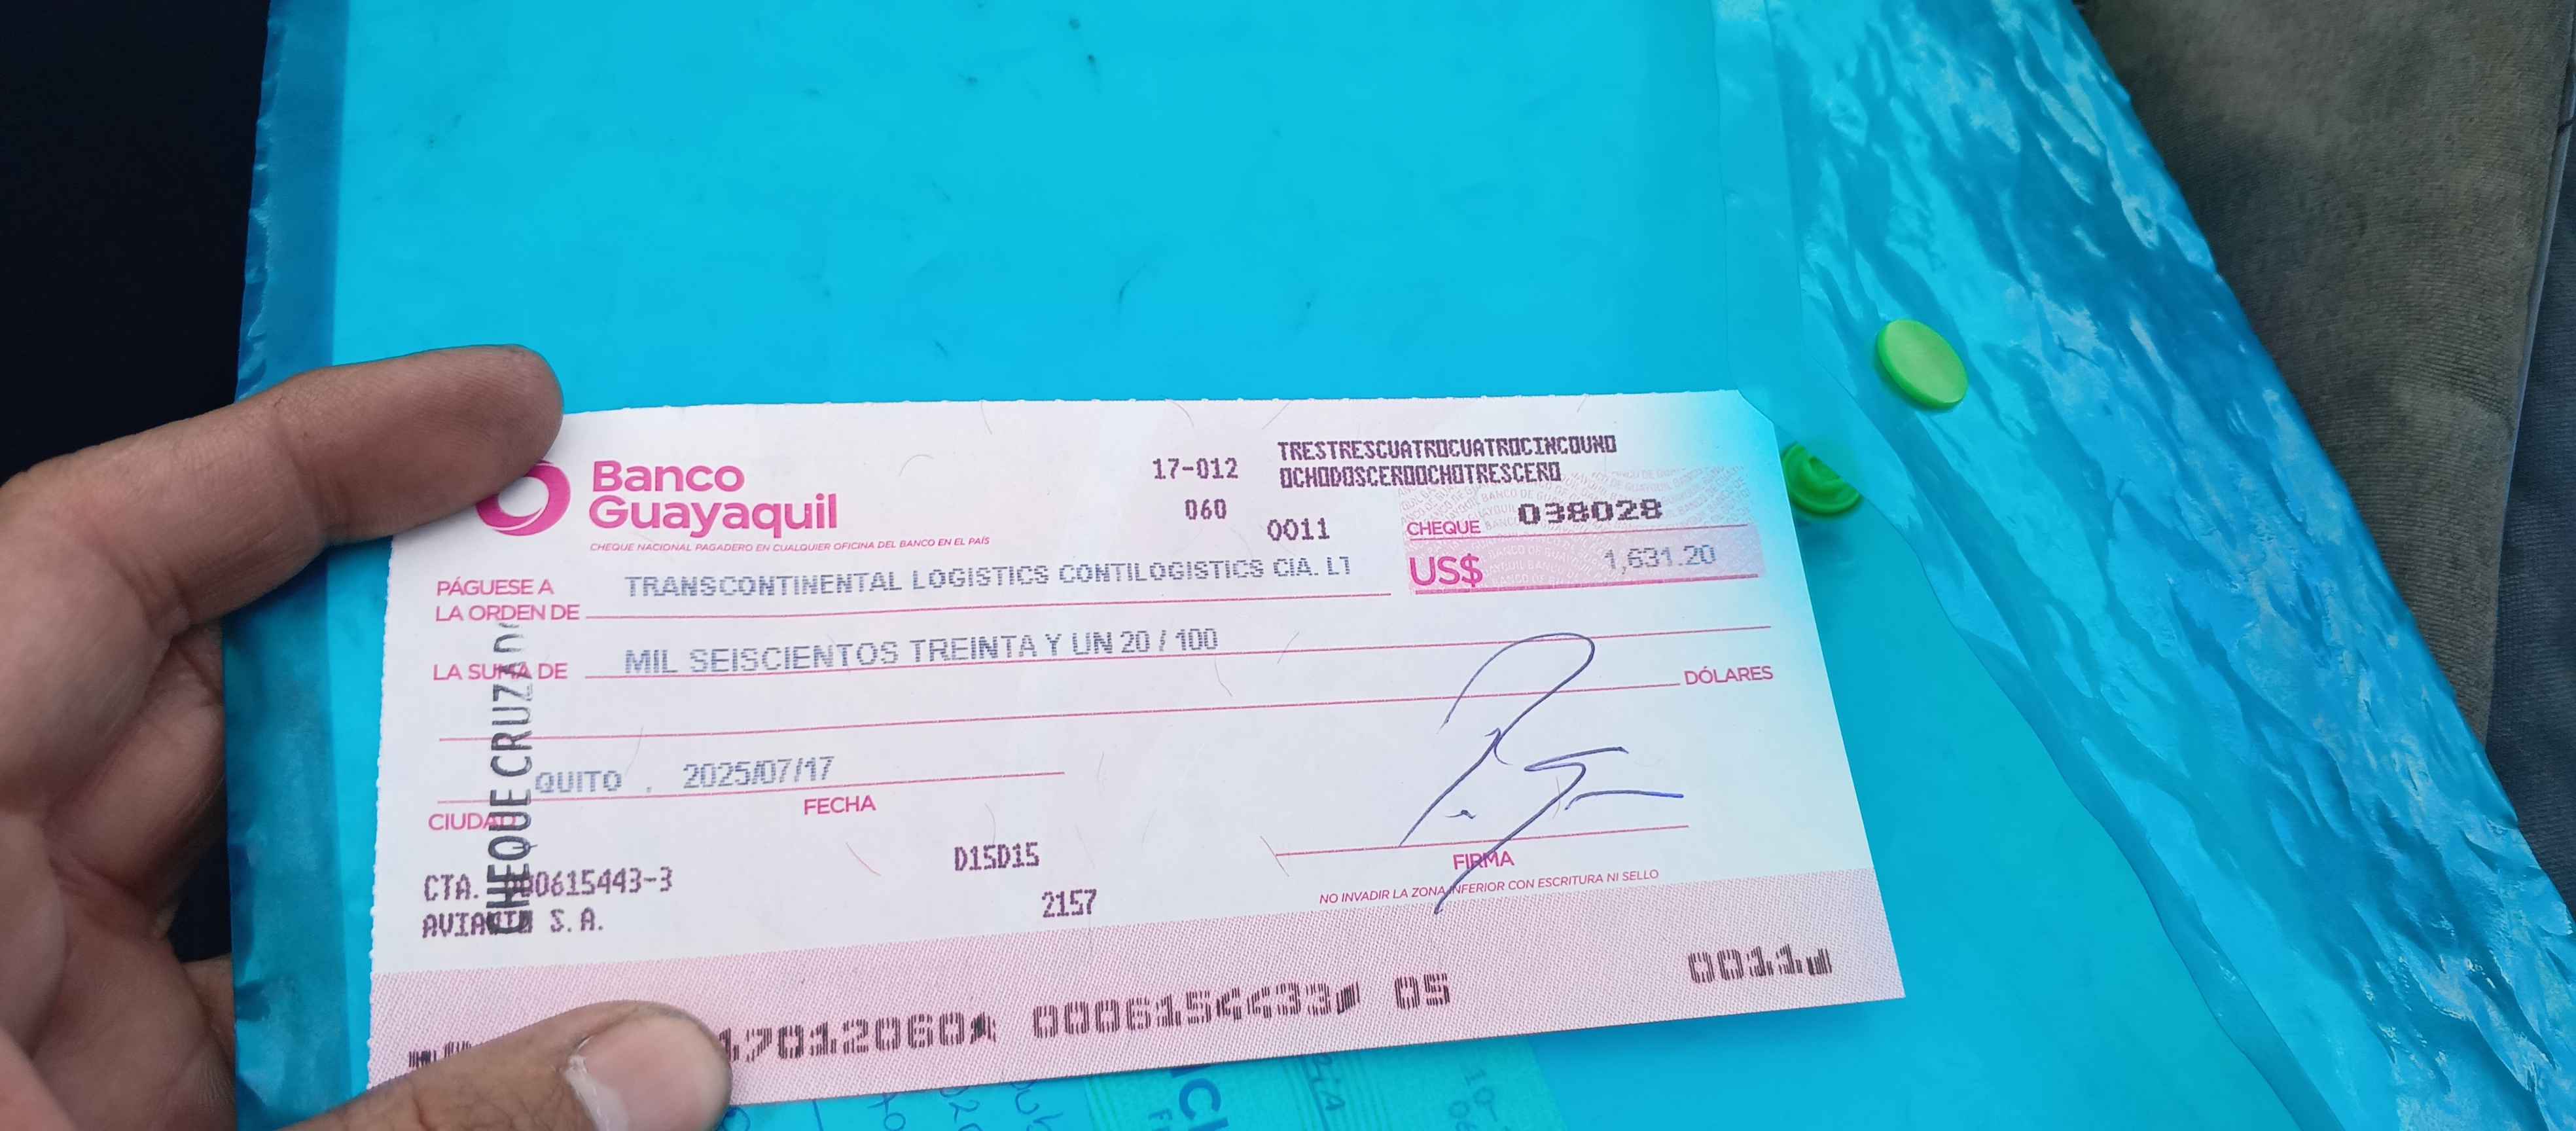 Banco
Guayaquil
CHEQUE NACIONAL PAGADERO EN CUALQUIER OFICINA DEL BANCO EN EL PAÍS
17-012
060
0011
TRESTRESCUATROCUATROCINCOUNO
OCHODOSCEROOCHOTRESCERO
CHEQUE 038028
US$ 1,631.20
PÁGUESE A
LA ORDEN DE TRANSCONTINENTAL LOGISTICS CONTILOGISTICS CIA. LT
LA SUMA DE MIL SEISCIENTOS TREINTA Y UN 20 / 100
DÓLARES
QUITO , 2025/07/17
CIUDAD FECHA
CHEQUE
CTA. 000615443-3
S.A.
D15D15
2157
FIRMA
NO INVADIR LA ZONA INFERIOR CON ESCRITURA NI SELLO
17012060 0006154433 05 0011